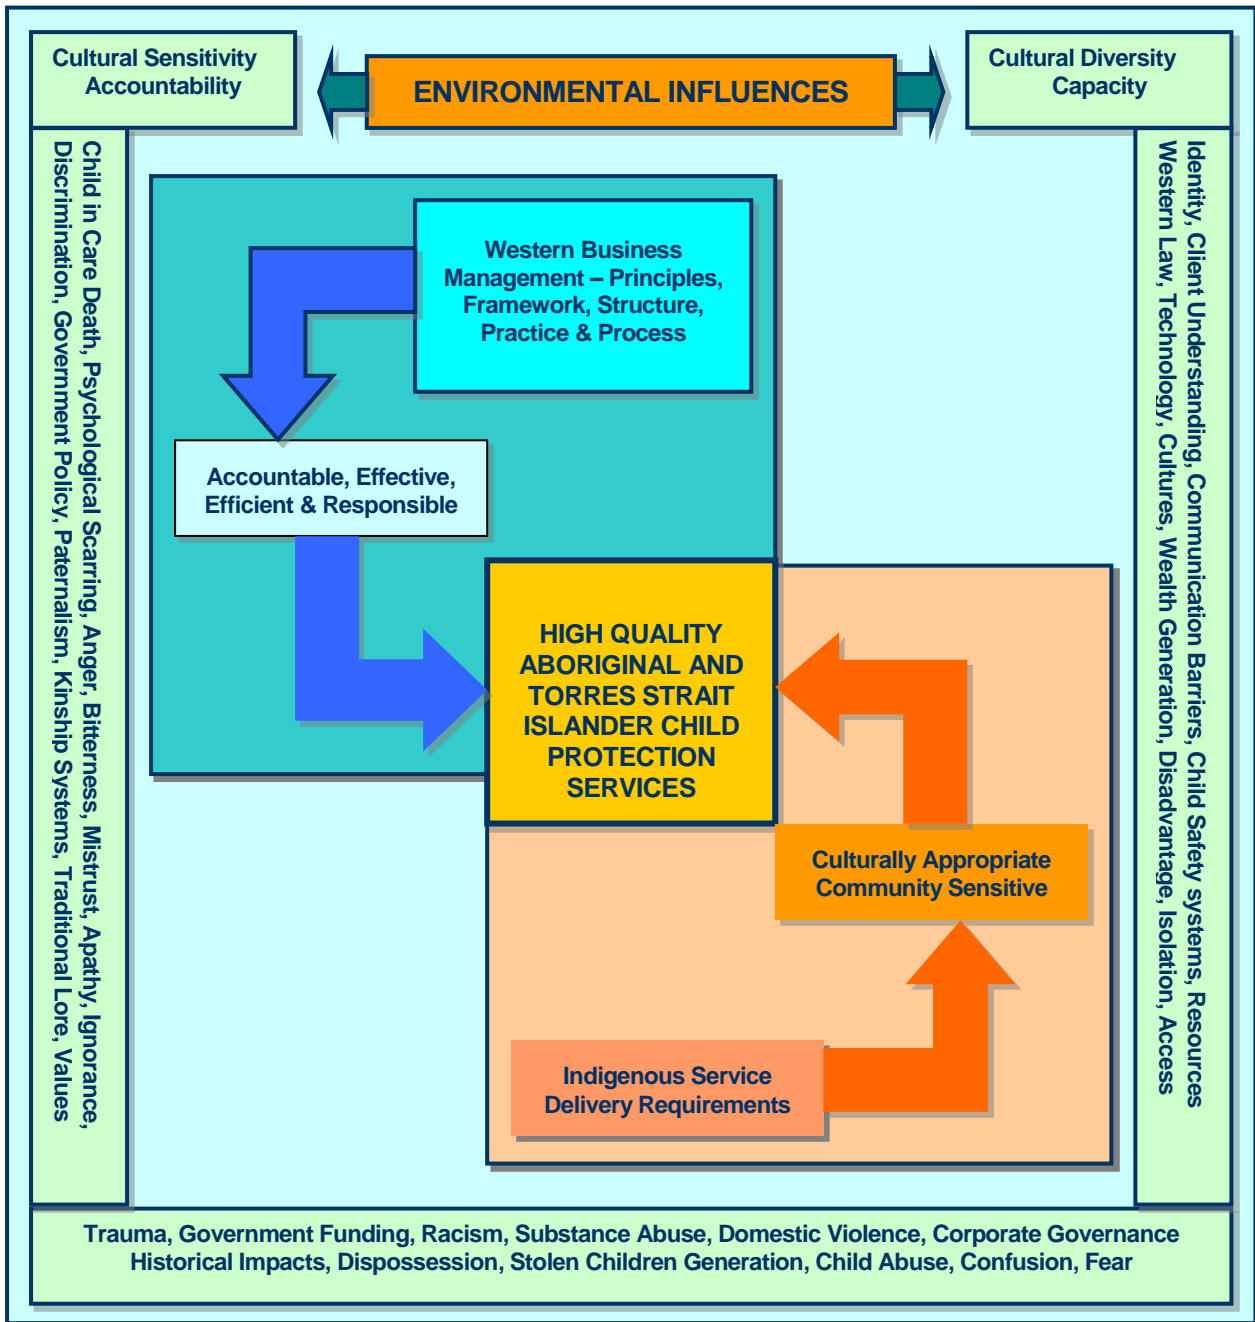 Cultural Sensitivity
Accountability
ENVIRONMENTAL INFLUENCES
Cultural Diversity
Capacity
Child in Care Death, Psychological Scarring, Anger, Bitterness, Mistrust, Apathy, Ignorance,
Discrimination, Government Policy, Paternalism, Kinship Systems, Traditional Lore, Values
Western Business
Management – Principles,
Framework, Structure,
Practice & Process
Accountable, Effective,
Efficient & Responsible
HIGH QUALITY
ABORIGINAL AND
TORRES STRAIT
ISLANDER CHILD
PROTECTION
SERVICES
Culturally Appropriate
Community Sensitive
Indigenous Service
Delivery Requirements
Identity, Client Understanding, Communication Barriers, Child Safety systems, Resources
Western Law, Technology, Cultures, Wealth Generation, Disadvantage, Isolation, Access
Trauma, Government Funding, Racism, Substance Abuse, Domestic Violence, Corporate Governance
Historical Impacts, Dispossession, Stolen Children Generation, Child Abuse, Confusion, Fear